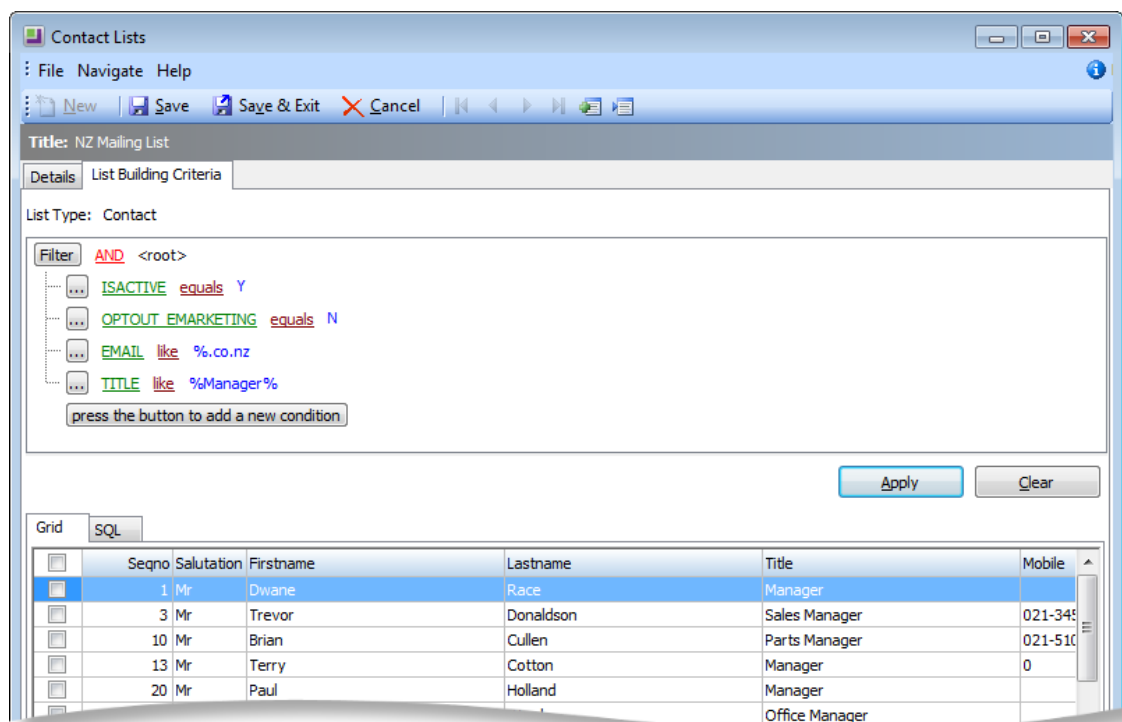 Contact Lists
File Navigate Help
New Save Save & Exit Cancel
Title: NZ Mailing List
Details List Building Criteria
List Type: Contact
Filter AND <root>
... ISACTIVE equals Y
... OPTOUT_EMARKETING equals N
... EMAIL like %.co.nz
... TITLE like %Manager%
press the button to add a new condition
Apply Clear
Grid SQL
Seqno Salutation Firstname Lastname Title Mobile
1 Mr Dwane Race Manager
3 Mr Trevor Donaldson Sales Manager 021-345
10 Mr Brian Cullen Parts Manager 021-510
13 Mr Terry Cotton Manager 0
20 Mr Paul Holland Manager
Office Manager